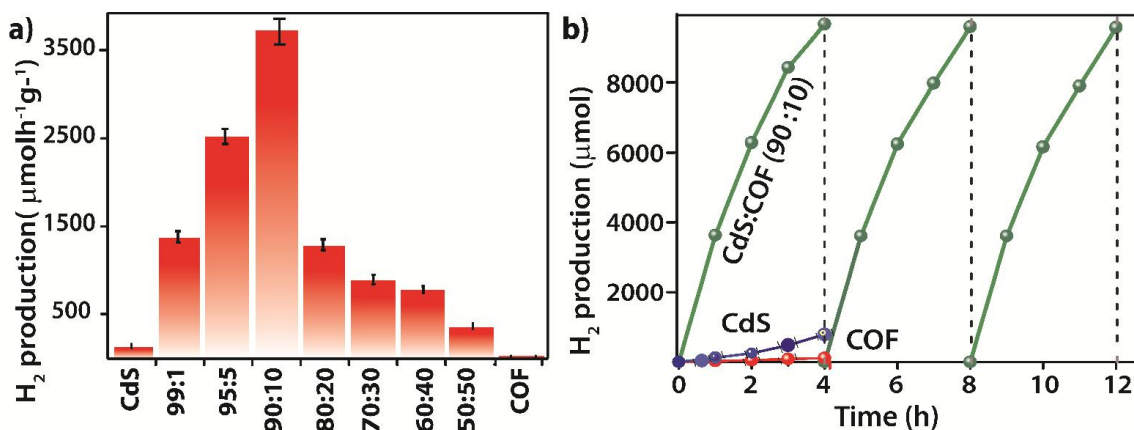 a)
H2 production( μmolh-1g-1)
3500
2500
1500
500
CdS
99:1
95:5
90:10
80:20
70:30
60:40
50:50
COF
b)
H2 production (μmol)
8000
6000
4000
2000
CdS:COF (90:10)
CdS
COF
0
2
4
6
8
10
12
Time (h)